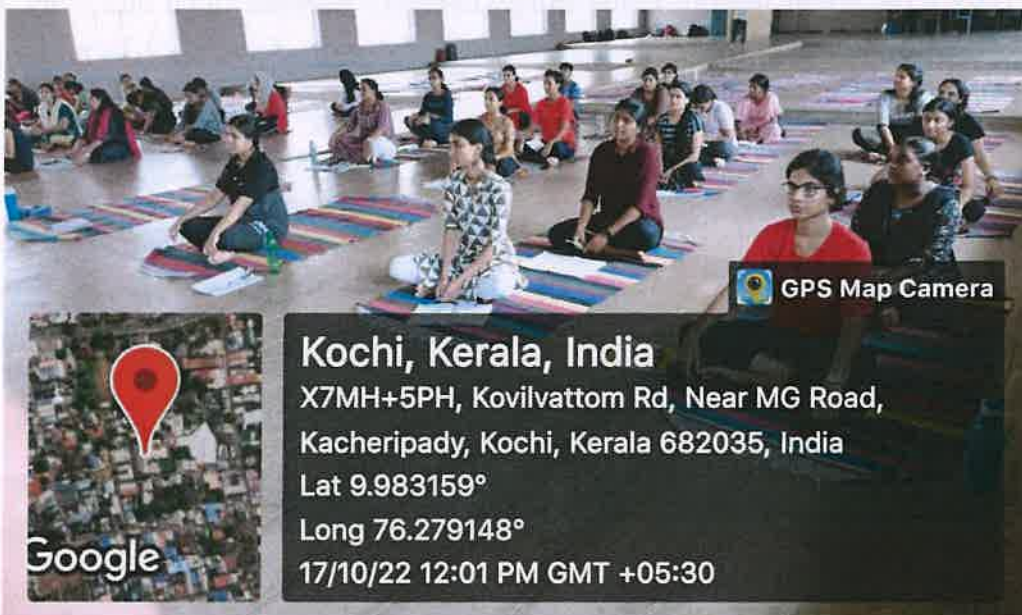 GPS Map Camera
Kochi, Kerala, India
X7MH+5PH, Kovilvattom Rd, Near MG Road,
Kacheripady, Kochi, Kerala 682035, India
Lat 9.983159°
Long 76.279148°
17/10/22 12:01 PM GMT +05:30
Google